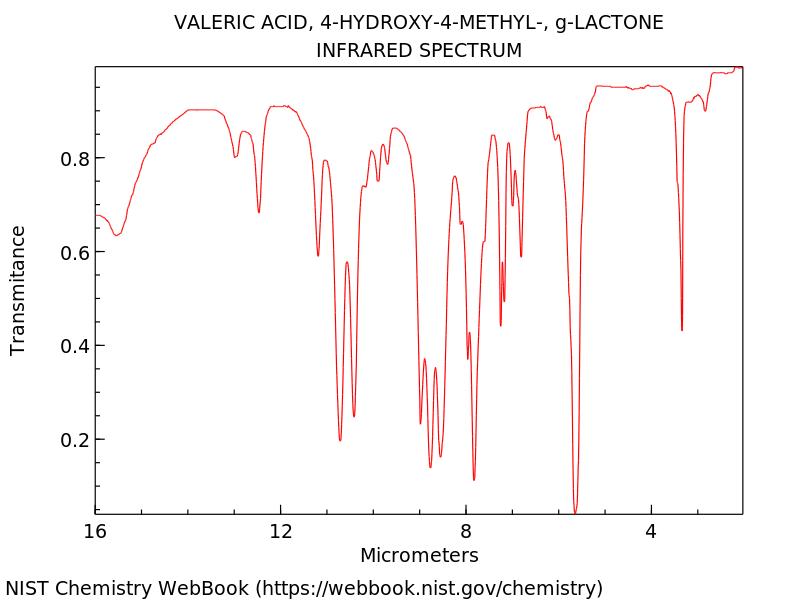 VALERIC ACID, 4-HYDROXY-4-METHYL-, g-LACTONE
INFRARED SPECTRUM
Transmitance
0.8
0.6
0.4
0.2
16 12 8 4
Micrometers
NIST Chemistry WebBook (https://webbook.nist.gov/chemistry)